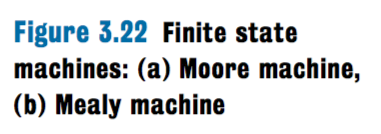 Figure 3.22 Finite state
machines: (a) Moore machine,
(b) Mealy machine